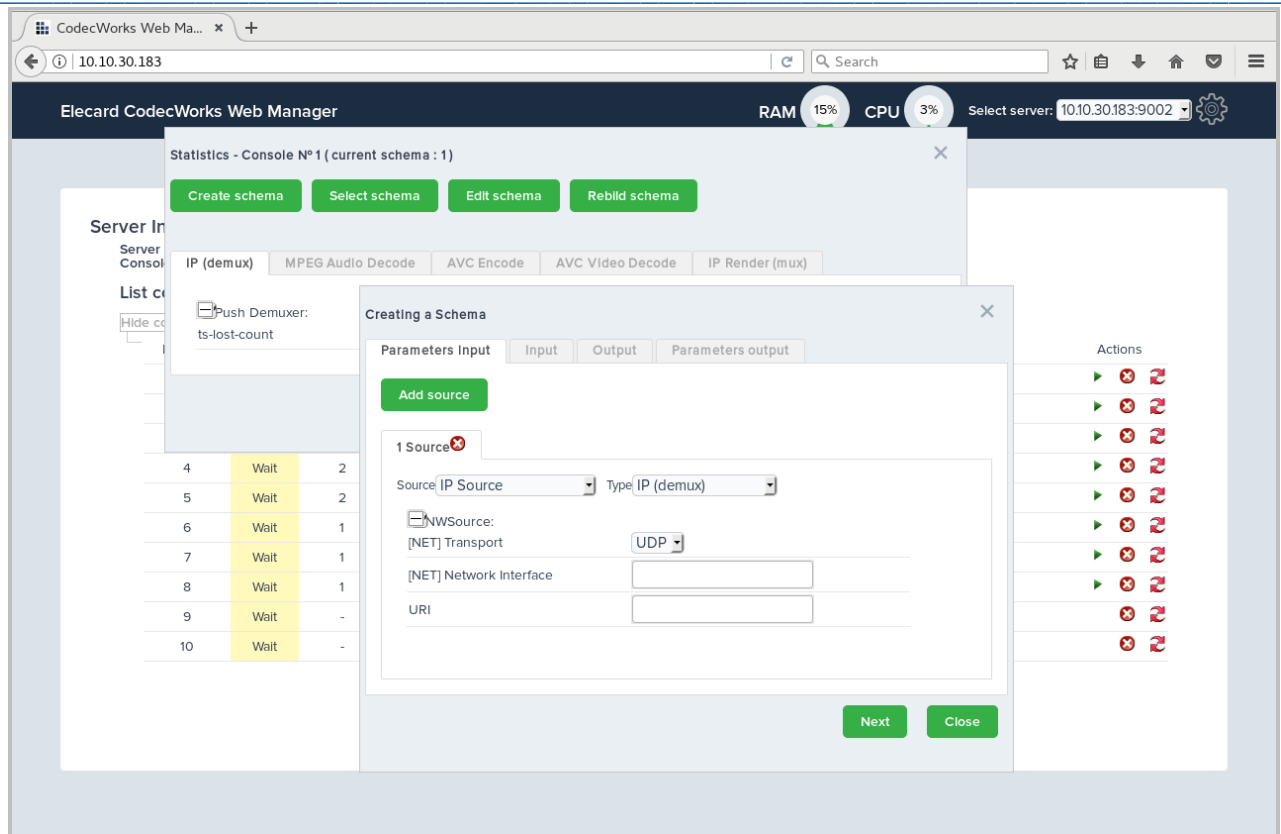 CodecWorks Web Ma... × +
10.10.30.183
Search
Elecard CodecWorks Web Manager
RAM 15% CPU 3% Select server: 10.10.30.183:9002
Statistics - Console Nº 1 ( current schema : 1 )
Create schema Select schema Edit schema Rebild schema
Server In
Server
Consol
IP (demux) MPEG Audio Decode AVC Encode AVC Video Decode IP Render (mux)
List co
Hide co
Push Demuxer:
ts-lost-count
Creating a Schema
Parameters Input Input Output Parameters output
Actions
Add source
1 Source
Source IP Source Type IP (demux)
NWSource:
[NET] Transport UDP
[NET] Network Interface
URI
4 Wait 2
5 Wait 2
6 Wait 1
7 Wait 1
8 Wait 1
9 Wait -
10 Wait -
Next Close